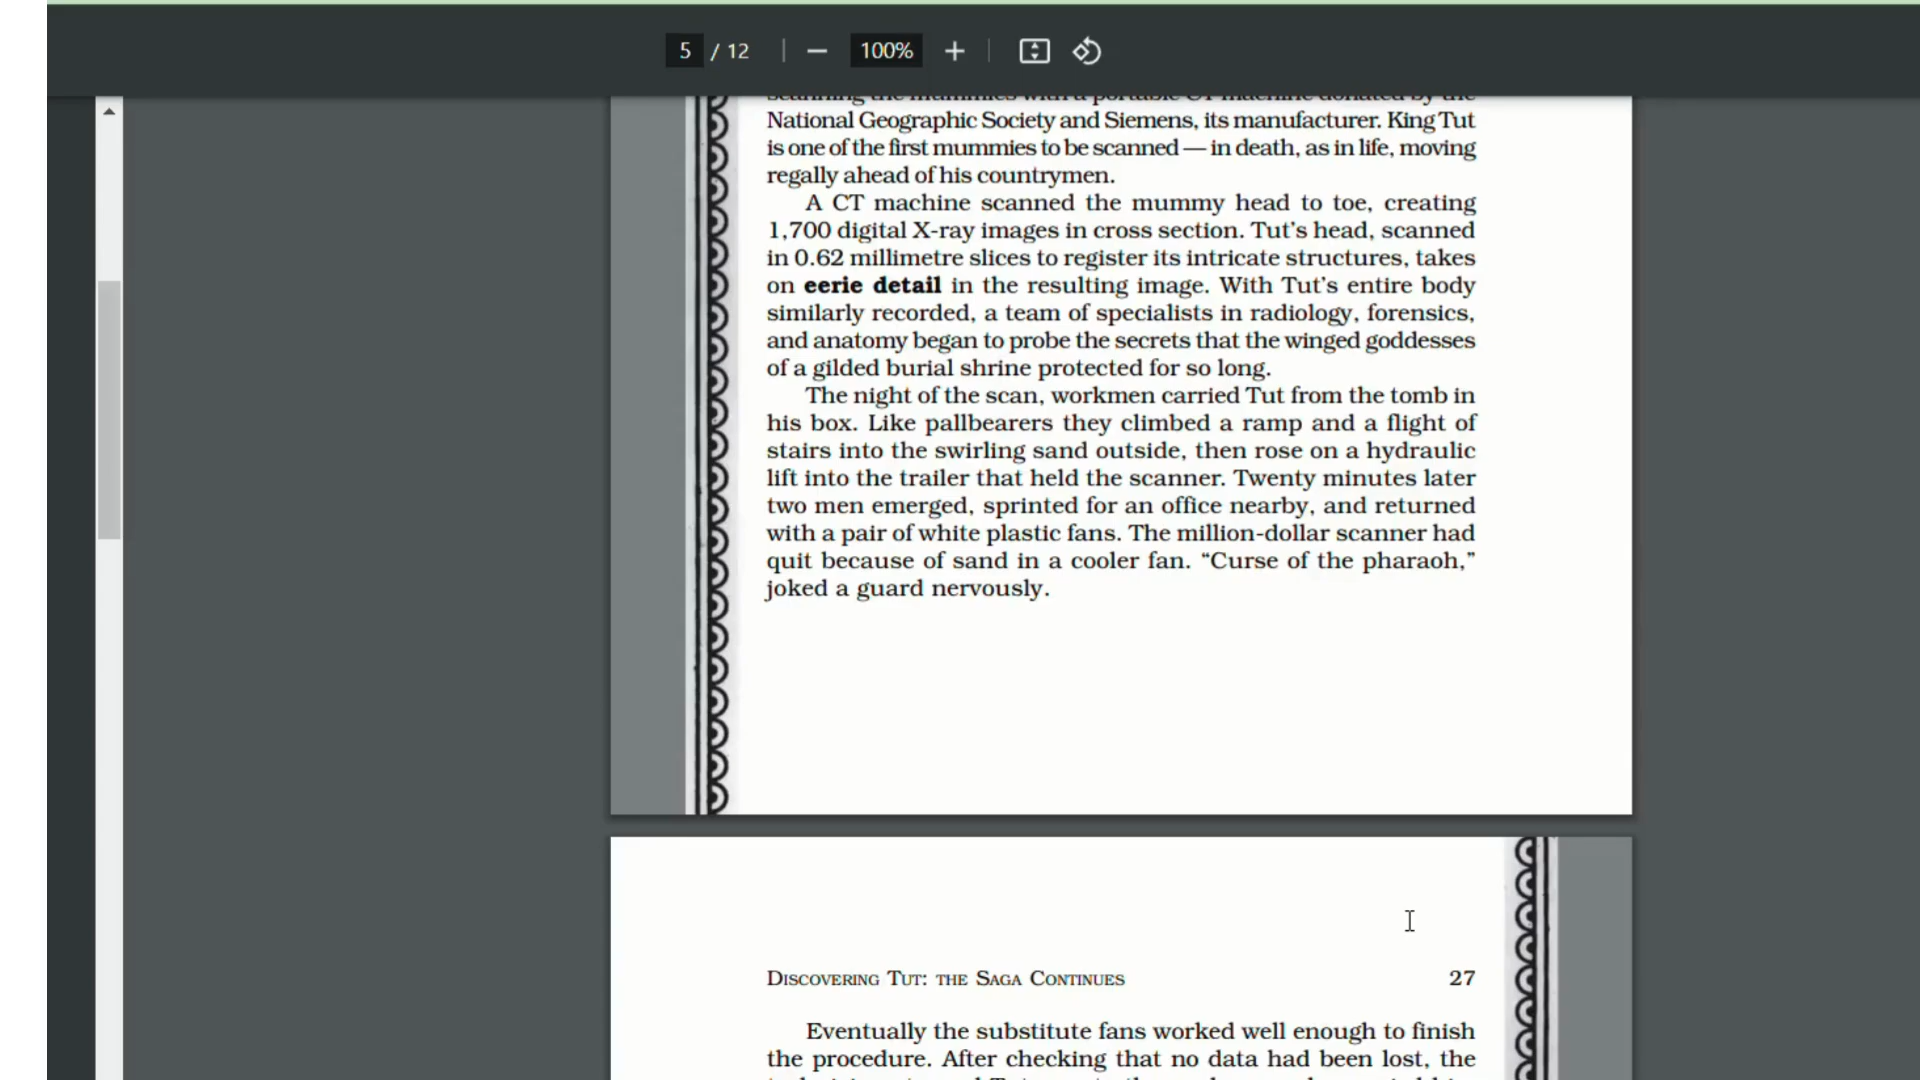 5 / 12
100%
scanning the mummies with a portable CT machine donated by the
National Geographic Society and Siemens, its manufacturer. King Tut
is one of the first mummies to be scanned — in death, as in life, moving
regally ahead of his countrymen.
A CT machine scanned the mummy head to toe, creating
1,700 digital X-ray images in cross section. Tut’s head, scanned
in 0.62 millimetre slices to register its intricate structures, takes
on eerie detail in the resulting image. With Tut’s entire body
similarly recorded, a team of specialists in radiology, forensics,
and anatomy began to probe the secrets that the winged goddesses
of a gilded burial shrine protected for so long.
The night of the scan, workmen carried Tut from the tomb in
his box. Like pallbearers they climbed a ramp and a flight of
stairs into the swirling sand outside, then rose on a hydraulic
lift into the trailer that held the scanner. Twenty minutes later
two men emerged, sprinted for an office nearby, and returned
with a pair of white plastic fans. The million-dollar scanner had
quit because of sand in a cooler fan. “Curse of the pharaoh,”
joked a guard nervously.
Discovering Tut: the Saga Continues 27
Eventually the substitute fans worked well enough to finish
the procedure. After checking that no data had been lost, the